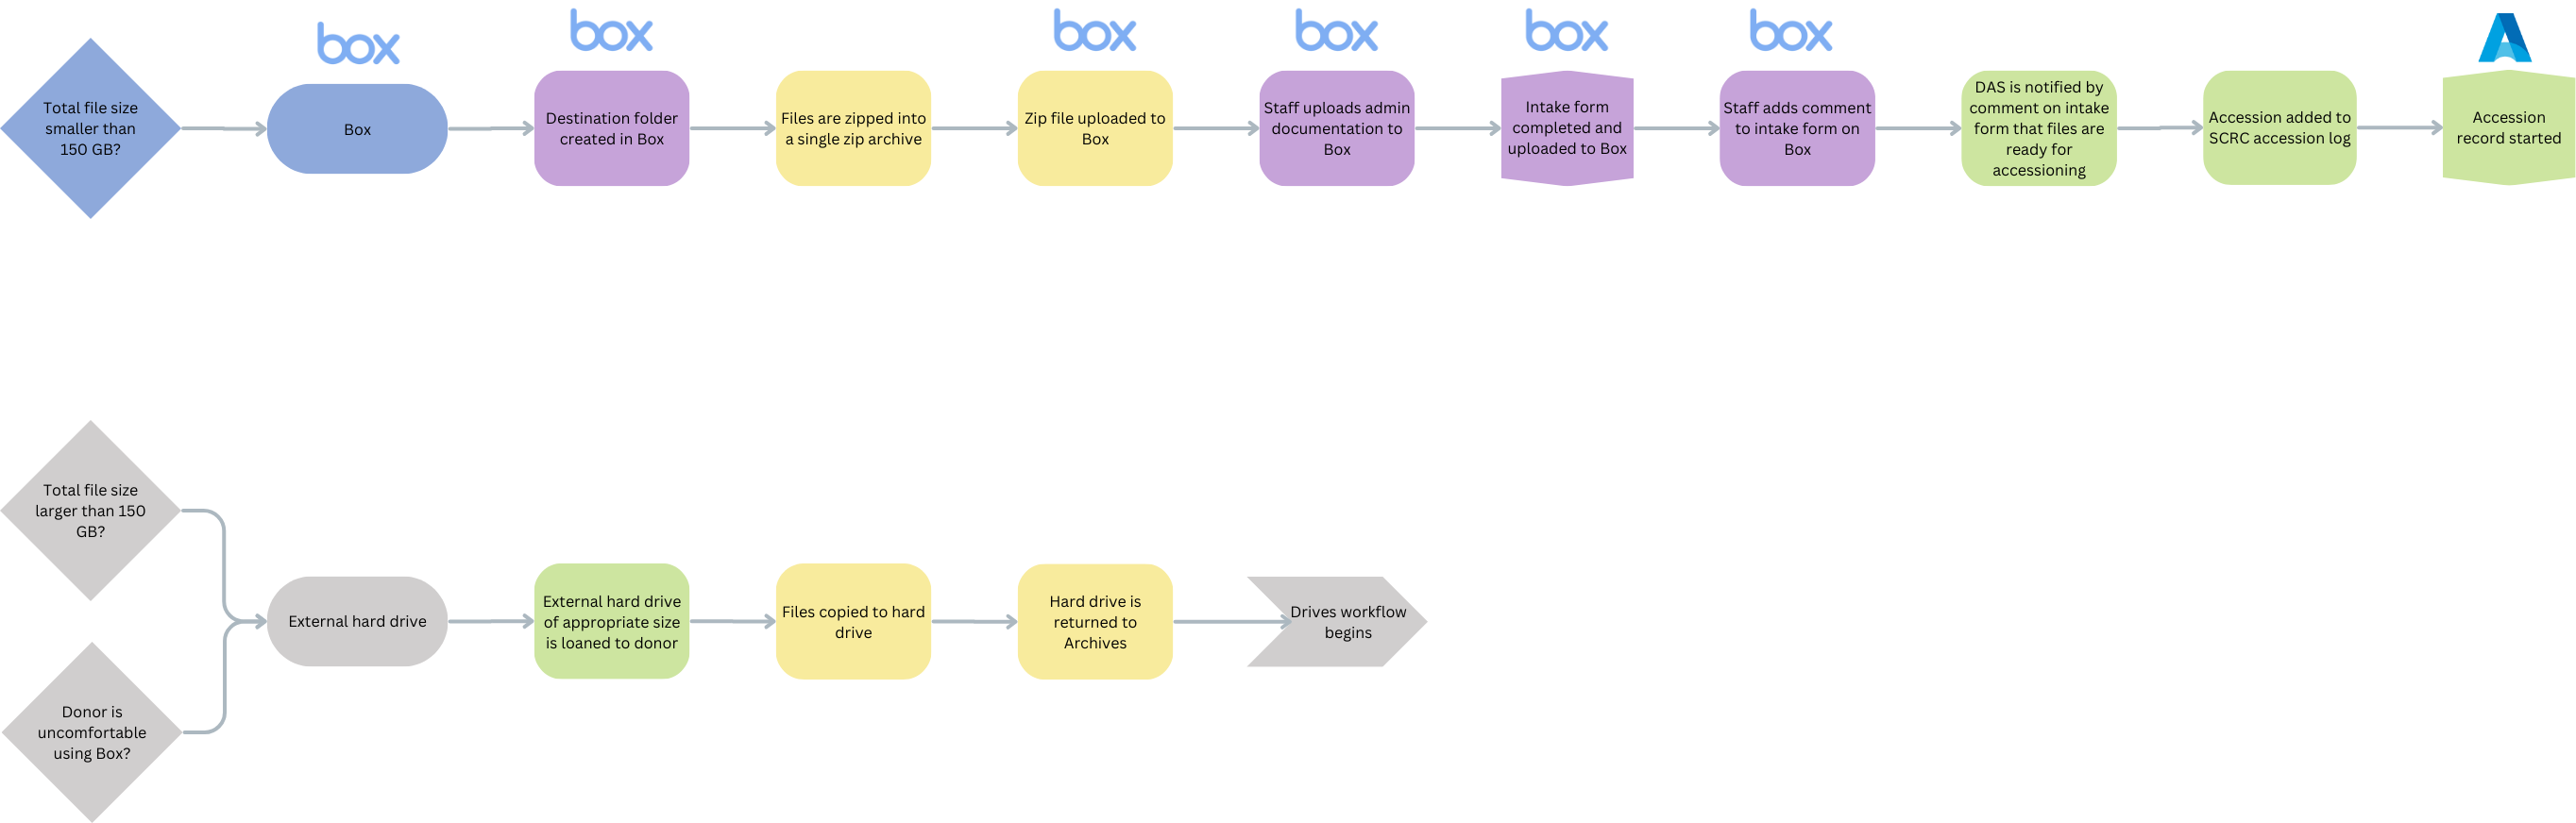 box
box
box
box
box
box
Total file size
smaller than
150 GB?
Box
Destination folder
created in Box
Files are zipped into
a single zip archive
Zip file uploaded to
Box
Staff uploads admin
documentation to
Box
Intake form
completed and
uploaded to Box
Staff adds comment
to intake form on
Box
DAS is notified by
comment on intake
form that files are
ready for
accessioning
Accession added to
SCRC accession log
Accession
record started
Total file size
larger than 150
GB?
Donor is
uncomfortable
using Box?
External hard drive
External hard drive
of appropriate size
is loaned to donor
Files copied to hard
drive
Hard drive is
returned to
Archives
Drives workflow
begins